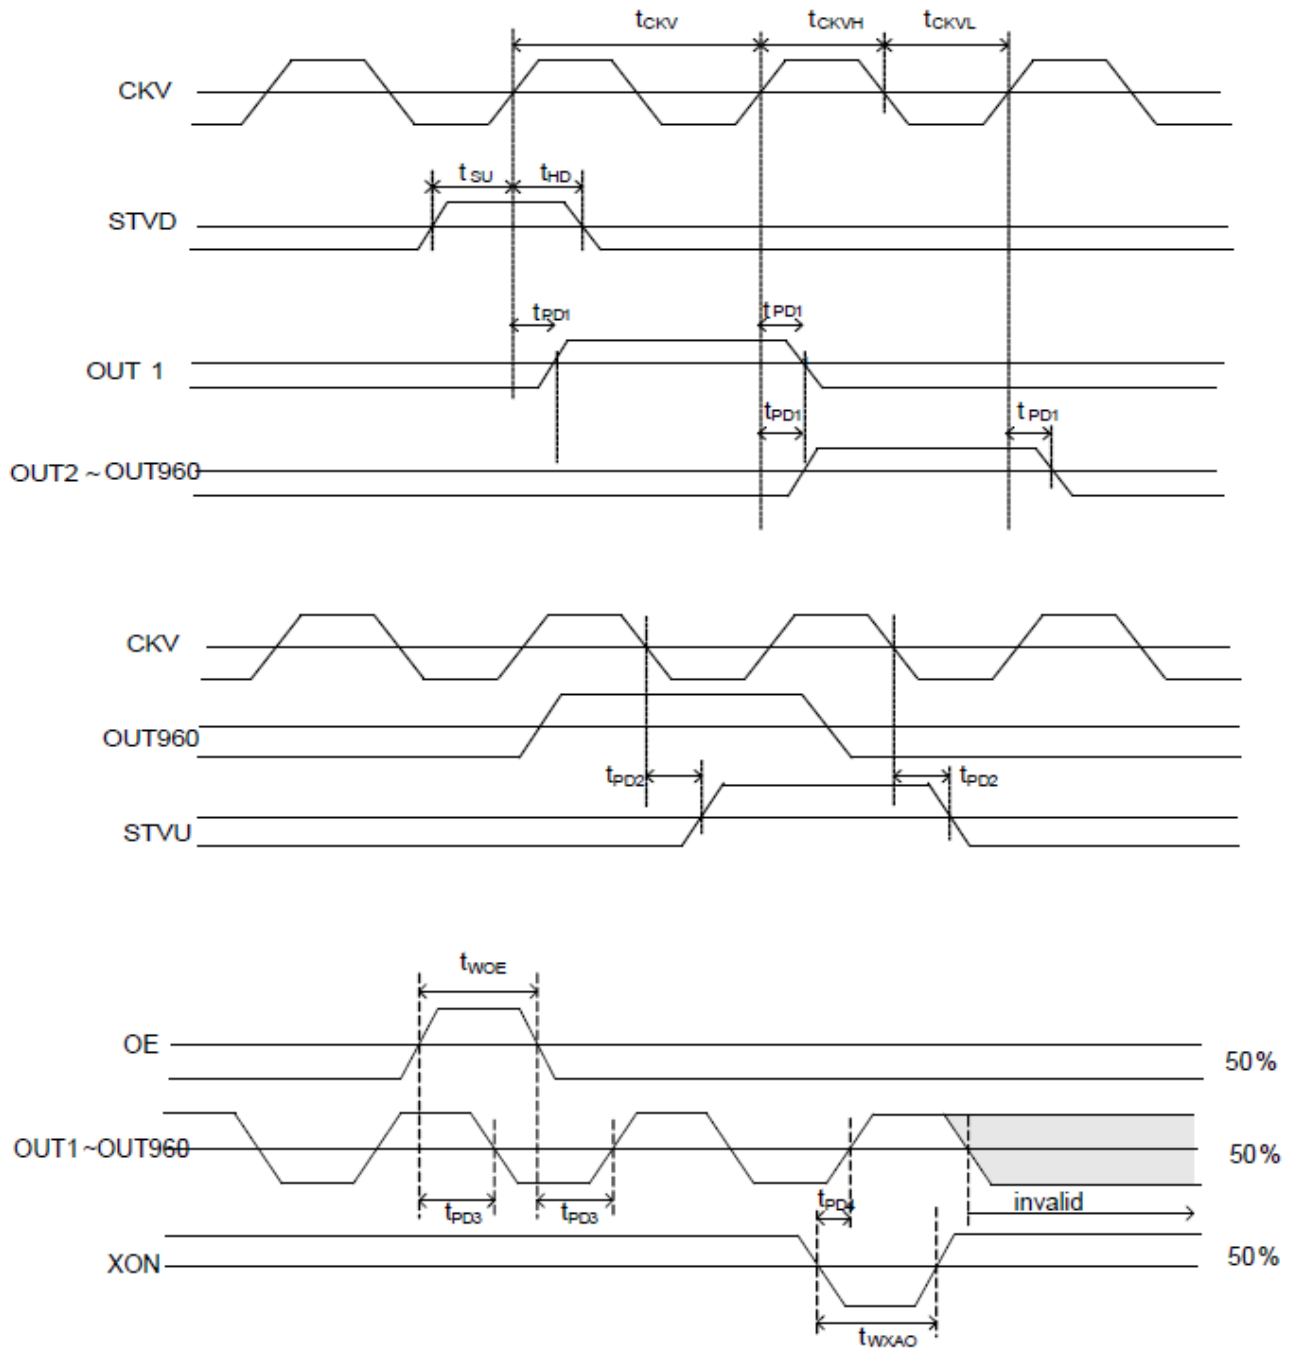 tCKV tCKVH tCKVL
CKV
tSU tHD
STVD
tPD1 tPD1
OUT 1
tPD1 tPD1
OUT2 ~ OUT960
CKV
OUT960
tPD2 tPD2
STVU
tWOE
OE 50%
OUT1~OUT960 50%
tPD3 tPD3 tPD4 invalid
XON 50%
tWXAO